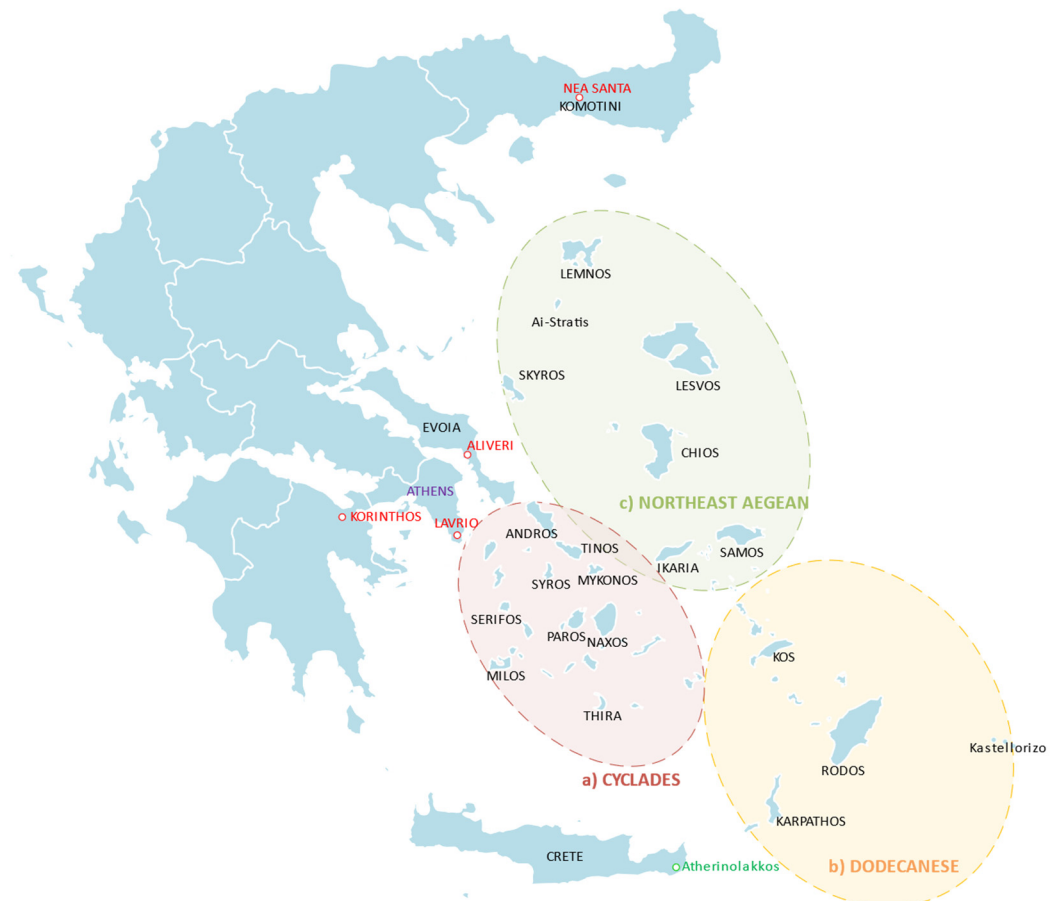 NEA SANTA
KOMOTINI
LEMNOS
Ai-Stratis
SKYROS
LESVOS
EVOIA
ALIVERI
CHIOS
ATHENS
c) NORTHEAST AEGEAN
KORINTHOS
LAVRIO
ANDROS
TINOS
SAMOS
IKARIA
SYROS
MYKONOS
SERIFOS
PAROS
NAXOS
KOS
MILOS
THIRA
Kastellorizo
RODOS
a) CYCLADES
KARPATHOS
CRETE
Atherinolakkos
b) DODECANESE